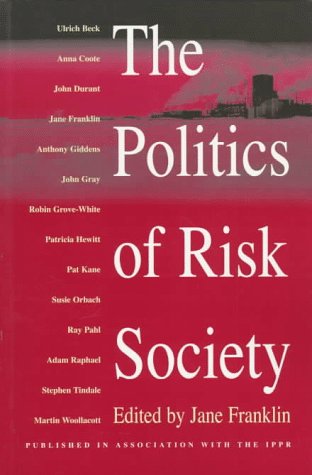 Ulrich Beck
Anna Coote
John Durant
Jane Franklin
Anthony Giddens
John Gray
Robin Grove-White
Patricia Hewitt
Pat Kane
Susie Orbach
Ray Pahl
Adam Raphael
Stephen Tindale
Martin Woollacott
The
Politics
of Risk
Society
Edited by Jane Franklin
PUBLISHED IN ASSOCIATION WITH THE IPPR